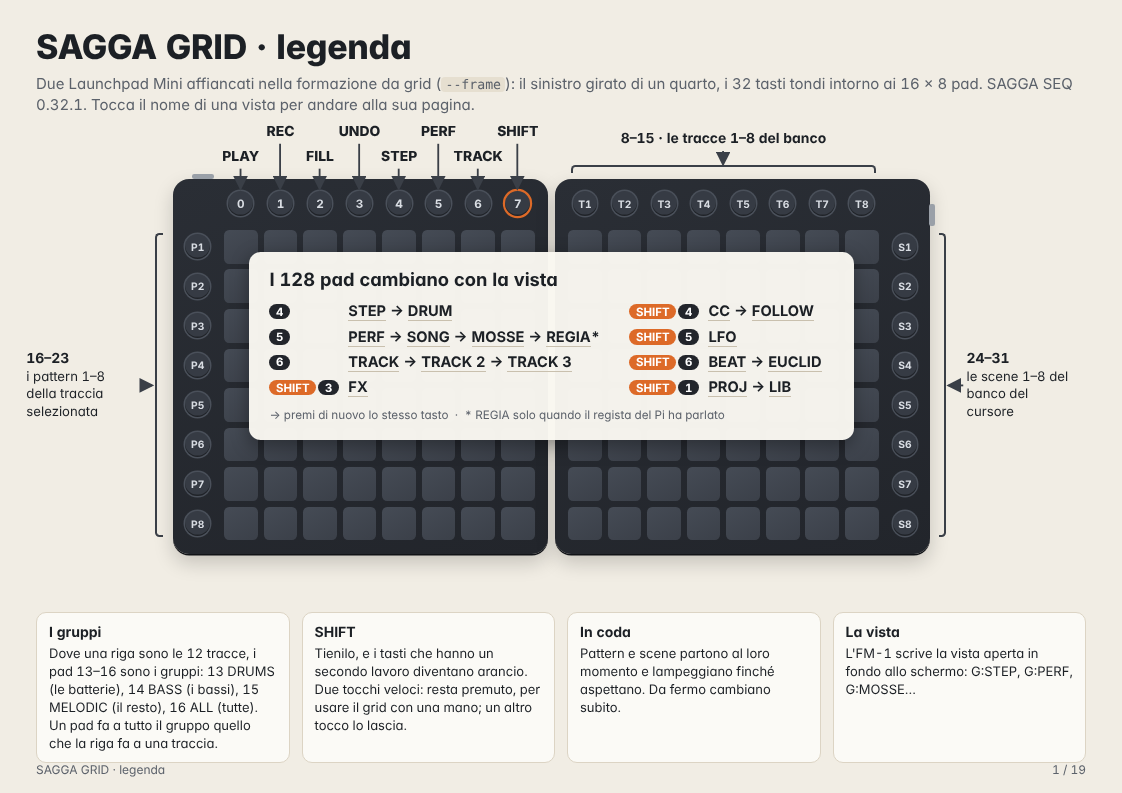 SAGGA GRID · legenda
Due Launchpad Mini affiancati nella formazione da grid (--frame): il sinistro girato di un quarto, i 32 tasti tondi intorno ai 16 × 8 pad. SAGGA SEQ
0.32.1. Tocca il nome di una vista per andare alla sua pagina.
REC UNDO PERF SHIFT
PLAY FILL STEP TRACK
8–15 · le tracce 1–8 del banco
0 1 2 3 4 5 6 7 T1 T2 T3 T4 T5 T6 T7 T8
P1 S1
P2 S2
P3 S3
P4 S4
P5 S5
P6 S6
P7 S7
P8 S8
16–23
i pattern 1–8
della traccia
selezionata
I 128 pad cambiano con la vista
4 STEP → DRUM
5 PERF → SONG → MOSSE → REGIA*
6 TRACK → TRACK 2 → TRACK 3
SHIFT 3 FX
SHIFT 4 CC → FOLLOW
SHIFT 5 LFO
SHIFT 6 BEAT → EUCLID
SHIFT 1 PROJ → LIB
→ premi di nuovo lo stesso tasto · * REGIA solo quando il regista del Pi ha parlato
24–31
le scene 1–8 del
banco del
cursore
I gruppi
Dove una riga sono le 12 tracce, i
pad 13–16 sono i gruppi: 13 DRUMS
(le batterie), 14 BASS (i bassi), 15
MELODIC (il resto), 16 ALL (tutte).
Un pad fa a tutto il gruppo quello
che la riga fa a una traccia.
SHIFT
Tienilo, e i tasti che hanno un
secondo lavoro diventano arancio.
Due tocchi veloci: resta premuto, per
usare il grid con una mano; un altro
tocco lo lascia.
In coda
Pattern e scene partono al loro
momento e lampeggiano finché
aspettano. Da fermo cambiano
subito.
La vista
L'FM-1 scrive la vista aperta in
fondo allo schermo: G:STEP, G:PERF,
G:MOSSE…
SAGGA GRID · legenda
1 / 19